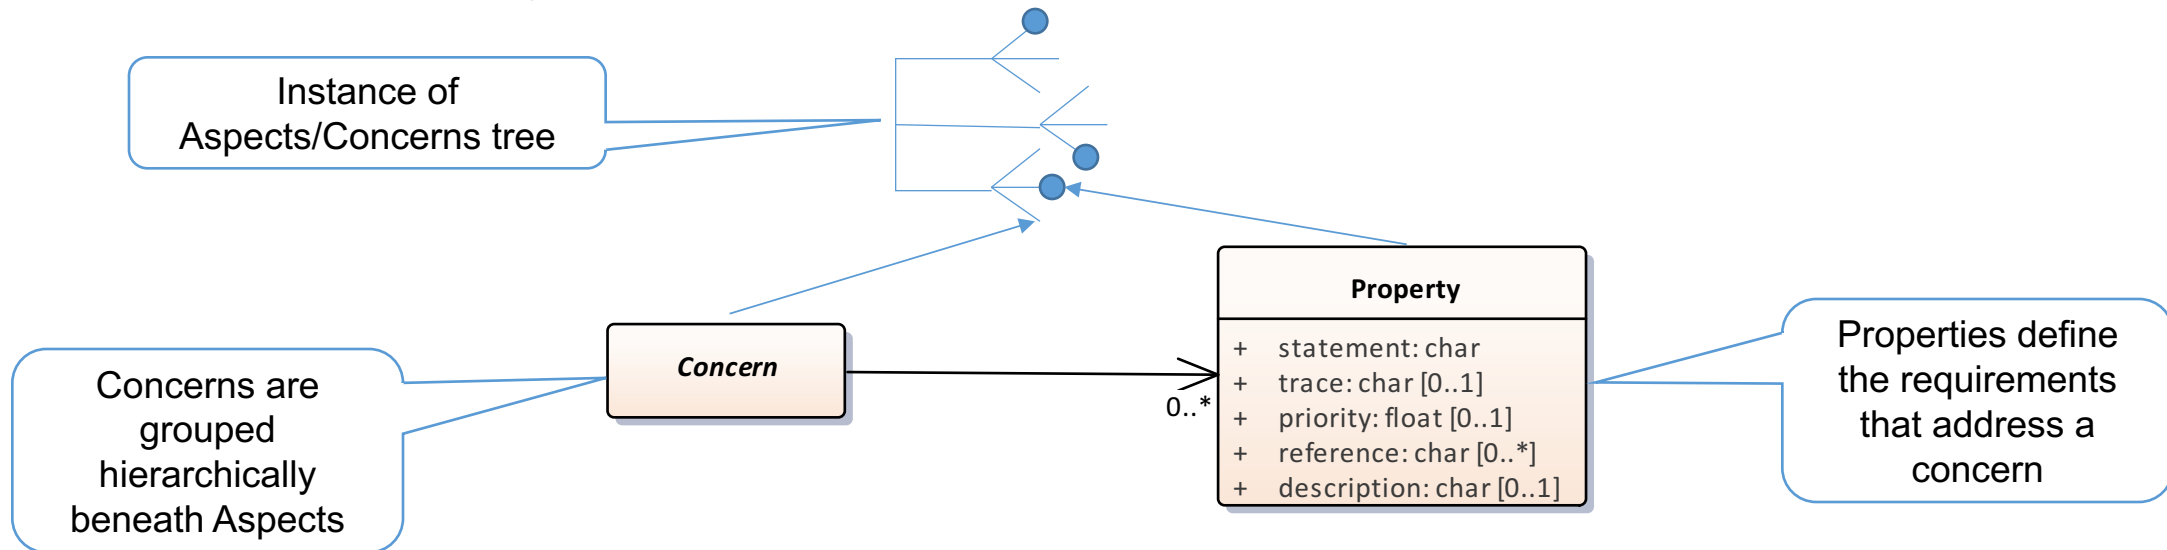 Instance of
Aspects/Concerns tree
Concerns are
grouped
hierarchically
beneath Aspects
Concern
0..*
Property
+ statement: char
+ trace: char [0..1]
+ priority: float [0..1]
+ reference: char [0..*]
+ description: char [0..1]
Properties define
the requirements
that address a
concern